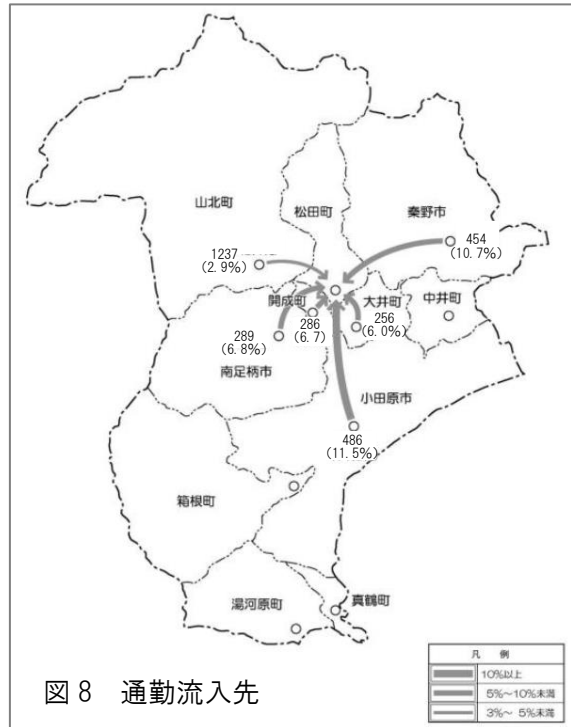 山北町
松田町
秦野市
1237
(2.9%)
454
(10.7%)
開成町
大井町
中井町
289
(6.8%)
286
(6.7)
256
(6.0%)
南足柄市
小田原市
486
(11.5%)
箱根町
湯河原町
真鶴町
凡 例
10%以上
5%~10%未満
3%~ 5%未満
図8 通勤流入先